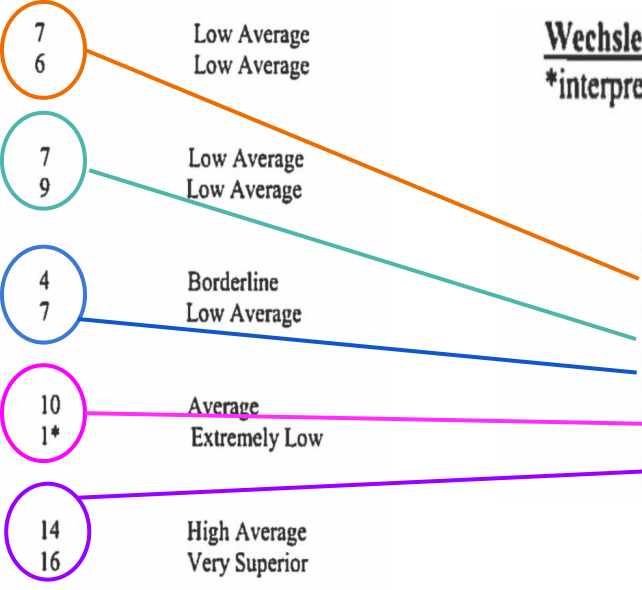 7 Low Average
6 Low Average
Wechsle
*interpre
7 Low Average
9 Low Average
4 Borderline
7 Low Average
10 Average
1* Extremely Low
14 High Average
16 Very Superior